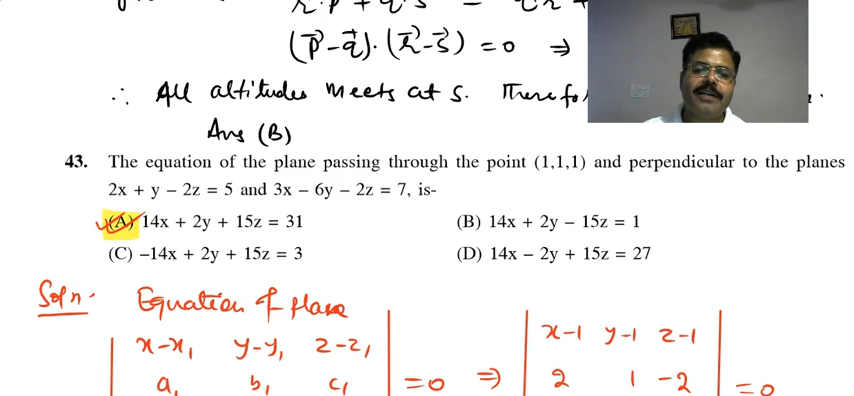 (p⃗ – q⃗)·(r⃗ – s⃗) = 0 ⇒
∴ All altitudes meets at S.
Ans (B)
43. The equation of the plane passing through the point (1,1,1) and perpendicular to the planes
2x + y – 2z = 5 and 3x – 6y – 2z = 7, is-
(A) 14x + 2y + 15z = 31 (B) 14x + 2y – 15z = 1
(C) –14x + 2y + 15z = 3 (D) 14x – 2y + 15z = 27
Soln. Equation of plane
x-x₁ y-y₁ z-z₁ x-1 y-1 z-1
a₁ b₁ c₁ = 0 ⇒ 2 1 -2 = 0